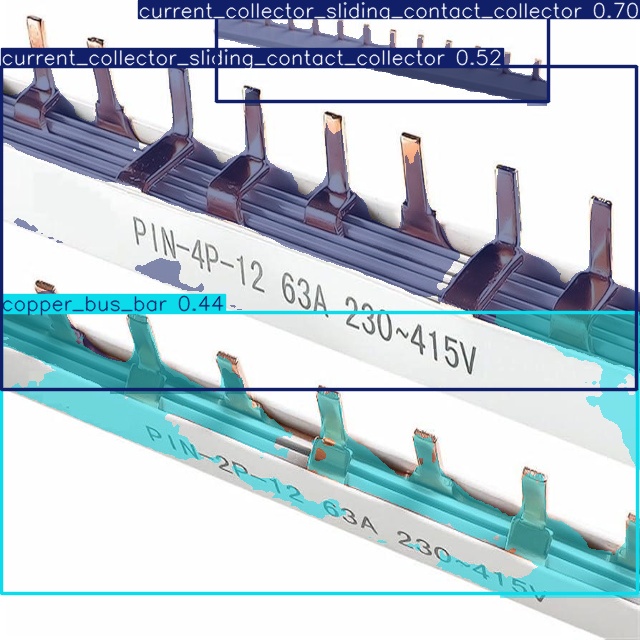 current_collector_sliding_contact_collector 0.70
current_collector_sliding_contact_collector 0.52
PIN-4P-12 63A 230~415V
copper_bus_bar 0.44
PIN-2P-12 63A 230~415V